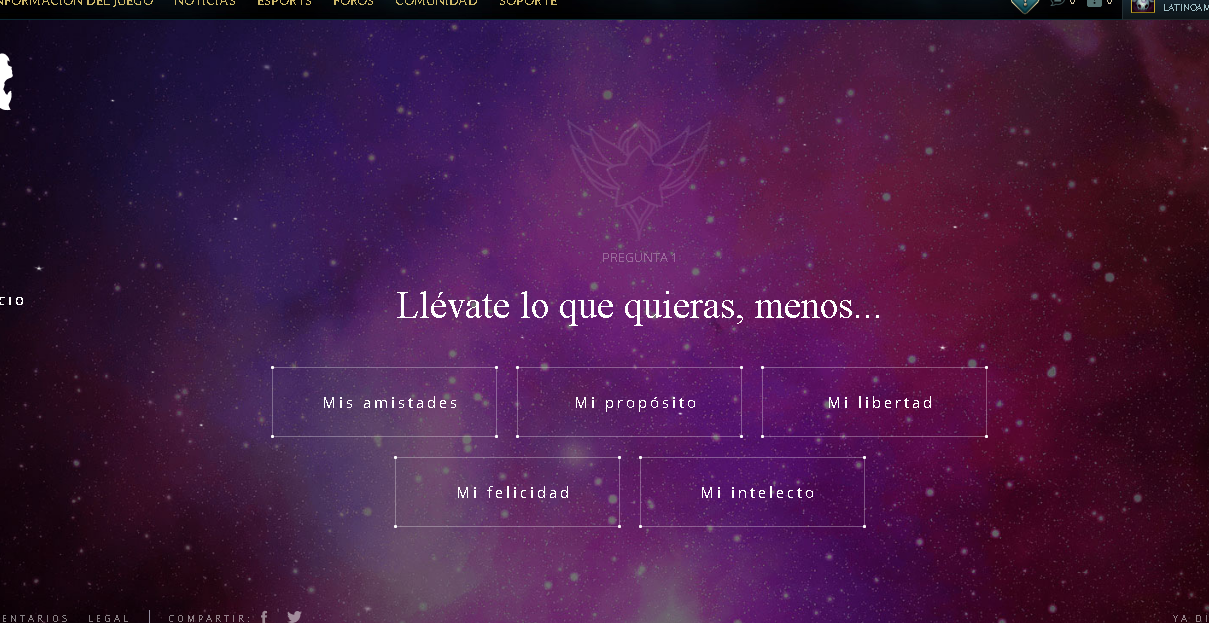 NFORMACIÓN DEL JUEGO NOTICIAS ESPORTS FOROS COMUNIDAD SOPORTE 0 0
LATINOAM
CIO
PREGUNTA 1
Llévate lo que quieras, menos...
Mis amistades Mi propósito Mi libertad
Mi felicidad Mi intelecto
ENTARIOS LEGAL | COMPARTIR: YA DI